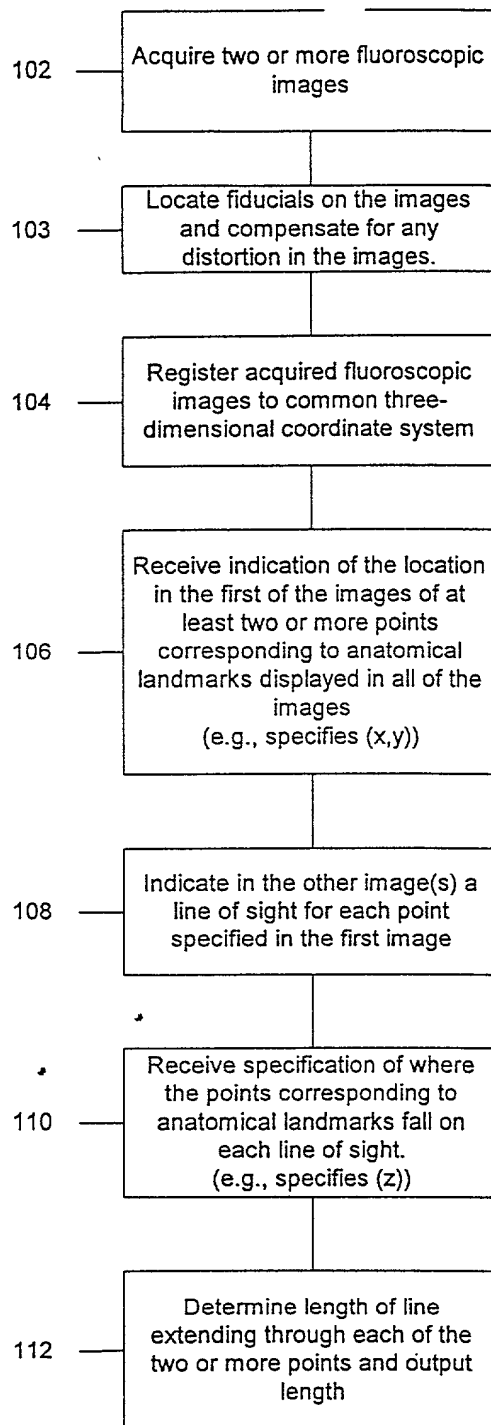 102
Acquire two or more fluoroscopic
images
103
Locate fiducials on the images
and compensate for any
distortion in the images.
104
Register acquired fluoroscopic
images to common three-
dimensional coordinate system
106
Receive indication of the location
in the first of the images of at
least two or more points
corresponding to anatomical
landmarks displayed in all of the
images
(e.g., specifies (x,y))
108
Indicate in the other image(s) a
line of sight for each point
specified in the first image
110
Receive specification of where
the points corresponding to
anatomical landmarks fall on
each line of sight.
(e.g., specifies (z))
112
Determine length of line
extending through each of the
two or more points and output
length